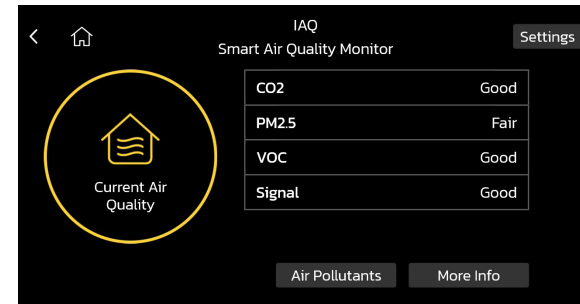 IAQ
Smart Air Quality Monitor
Settings
CO2 Good
PM2.5 Fair
VOC Good
Signal Good
Current Air
Quality
Air Pollutants
More Info